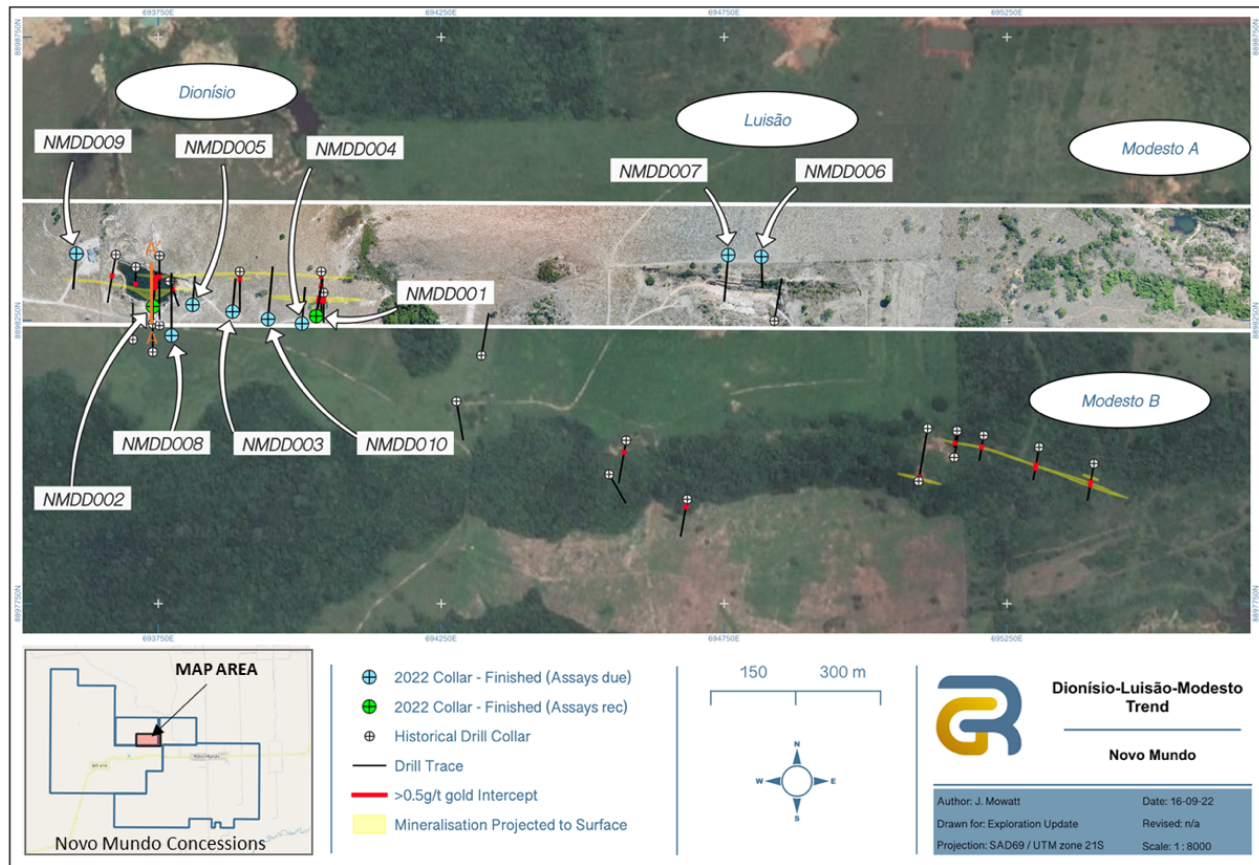 693750E
694250E
694750E
695250E
8898750N
8898750N
Dionísio
Luisão
Modesto A
NMDD009
NMDD005
NMDD004
NMDD007
NMDD006
A'
NMDD001
8898250N
8898250N
A
Modesto B
NMDD008
NMDD003
NMDD010
NMDD002
8897750N
8897750N
693750E
694250E
694750E
695250E
MAP AREA
Novo Mundo Concessions
2022 Collar - Finished (Assays due)
2022 Collar - Finished (Assays rec)
Historical Drill Collar
Drill Trace
>0.5g/t gold Intercept
Mineralisation Projected to Surface
150
300 m
N
W
E
S
Dionísio-Luisão-Modesto
Trend
Novo Mundo
Author: J. Mowatt
Date: 16-09-22
Drawn for: Exploration Update
Revised: n/a
Projection: SAD69 / UTM zone 21S
Scale: 1 : 8000